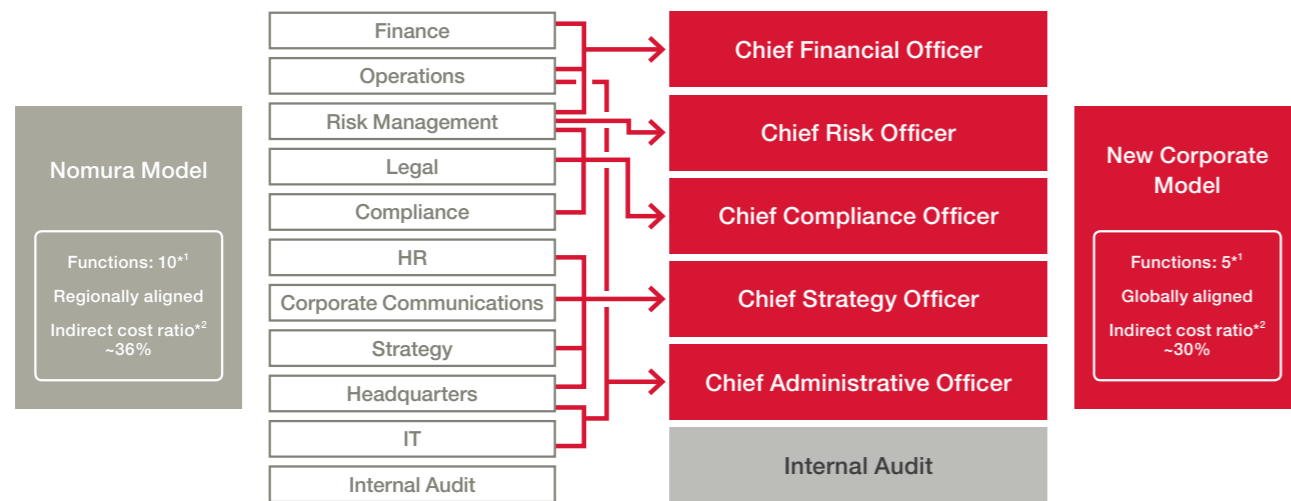 Nomura Model
Functions: 10*1
Regionally aligned
Indirect cost ratio*2
~36%
Finance
Operations
Risk Management
Legal
Compliance
HR
Corporate Communications
Strategy
Headquarters
IT
Internal Audit
Chief Financial Officer
Chief Risk Officer
Chief Compliance Officer
Chief Strategy Officer
Chief Administrative Officer
Internal Audit
New Corporate
Model
Functions: 5*1
Globally aligned
Indirect cost ratio*2
~30%